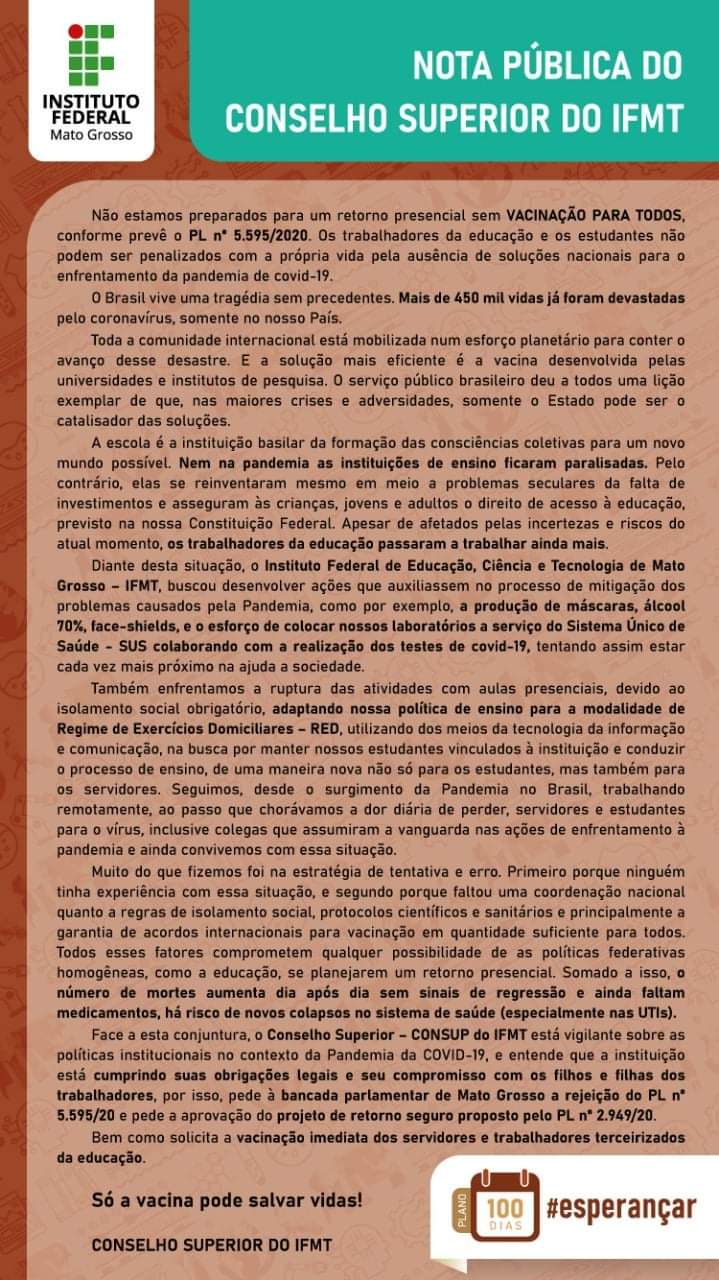 INSTITUTO
FEDERAL
Mato Grosso
NOTA PÚBLICA DO
CONSELHO SUPERIOR DO IFMT
Não estamos preparados para um retorno presencial sem VACINAÇÃO PARA TODOS,
conforme prevê o PL n° 5.595/2020. Os trabalhadores da educação e os estudantes não
podem ser penalizados com a própria vida pela ausência de soluções nacionais para o
enfrentamento da pandemia de covid-19.
O Brasil vive uma tragédia sem precedentes. Mais de 450 mil vidas já foram devastadas
pelo coronavírus, somente no nosso País.
Toda a comunidade internacional está mobilizada num esforço planetário para conter o
avanço desse desastre. E a solução mais eficiente é a vacina desenvolvida pelas
universidades e institutos de pesquisa. O serviço público brasileiro deu a todos uma lição
exemplar de que, nas maiores crises e adversidades, somente o Estado pode ser o
catalisador das soluções.
A escola é a instituição basilar da formação das consciências coletivas para um novo
mundo possível. Nem na pandemia as instituições de ensino ficaram paralisadas. Pelo
contrário, elas se reinventaram mesmo em meio a problemas seculares da falta de
investimentos e asseguram às crianças, jovens e adultos o direito de acesso à educação,
previsto na nossa Constituição Federal. Apesar de afetados pelas incertezas e riscos do
atual momento, os trabalhadores da educação passaram a trabalhar ainda mais.
Diante desta situação, o Instituto Federal de Educação, Ciência e Tecnologia de Mato
Grosso – IFMT, buscou desenvolver ações que auxiliassem no processo de mitigação dos
problemas causados pela Pandemia, como por exemplo, a produção de máscaras, álcool
70%, face-shields, e o esforço de colocar nossos laboratórios a serviço do Sistema Único de
Saúde - SUS colaborando com a realização dos testes de covid-19, tentando assim estar
cada vez mais próximo na ajuda a sociedade.
Também enfrentamos a ruptura das atividades com aulas presenciais, devido ao
isolamento social obrigatório, adaptando nossa política de ensino para a modalidade de
Regime de Exercícios Domiciliares – RED, utilizando dos meios da tecnologia da informação
e comunicação, na busca por manter nossos estudantes vinculados à instituição e conduzir
o processo de ensino, de uma maneira nova não só para os estudantes, mas também para
os servidores. Seguimos, desde o surgimento da Pandemia no Brasil, trabalhando
remotamente, ao passo que chorávamos a dor diária de perder, servidores e estudantes
para o vírus, inclusive colegas que assumiram a vanguarda nas ações de enfrentamento à
pandemia e ainda convivemos com essa situação.
Muito do que fizemos foi na estratégia de tentativa e erro. Primeiro porque ninguém
tinha experiência com essa situação, e segundo porque faltou uma coordenação nacional
quanto a regras de isolamento social, protocolos científicos e sanitários e principalmente a
garantia de acordos internacionais para vacinação em quantidade suficiente para todos.
Todos esses fatores comprometem qualquer possibilidade de as políticas federativas
homogêneas, como a educação, se planejarem um retorno presencial. Somado a isso, o
número de mortes aumenta dia após dia sem sinais de regressão e ainda faltam
medicamentos, há risco de novos colapsos no sistema de saúde (especialmente nas UTIs).
Face a esta conjuntura, o Conselho Superior – CONSUP do IFMT está vigilante sobre as
políticas institucionais no contexto da Pandemia da COVID-19, e entende que a instituição
está cumprindo suas obrigações legais e seu compromisso com os filhos e filhas dos
trabalhadores, por isso, pede à bancada parlamentar de Mato Grosso a rejeição do PL n°
5.595/20 e pede a aprovação do projeto de retorno seguro proposto pelo PL n° 2.949/20.
Bem como solicita a vacinação imediata dos servidores e trabalhadores terceirizados
da educação.
Só a vacina pode salvar vidas!
CONSELHO SUPERIOR DO IFMT
PLANO
100
DIAS
#esperançar